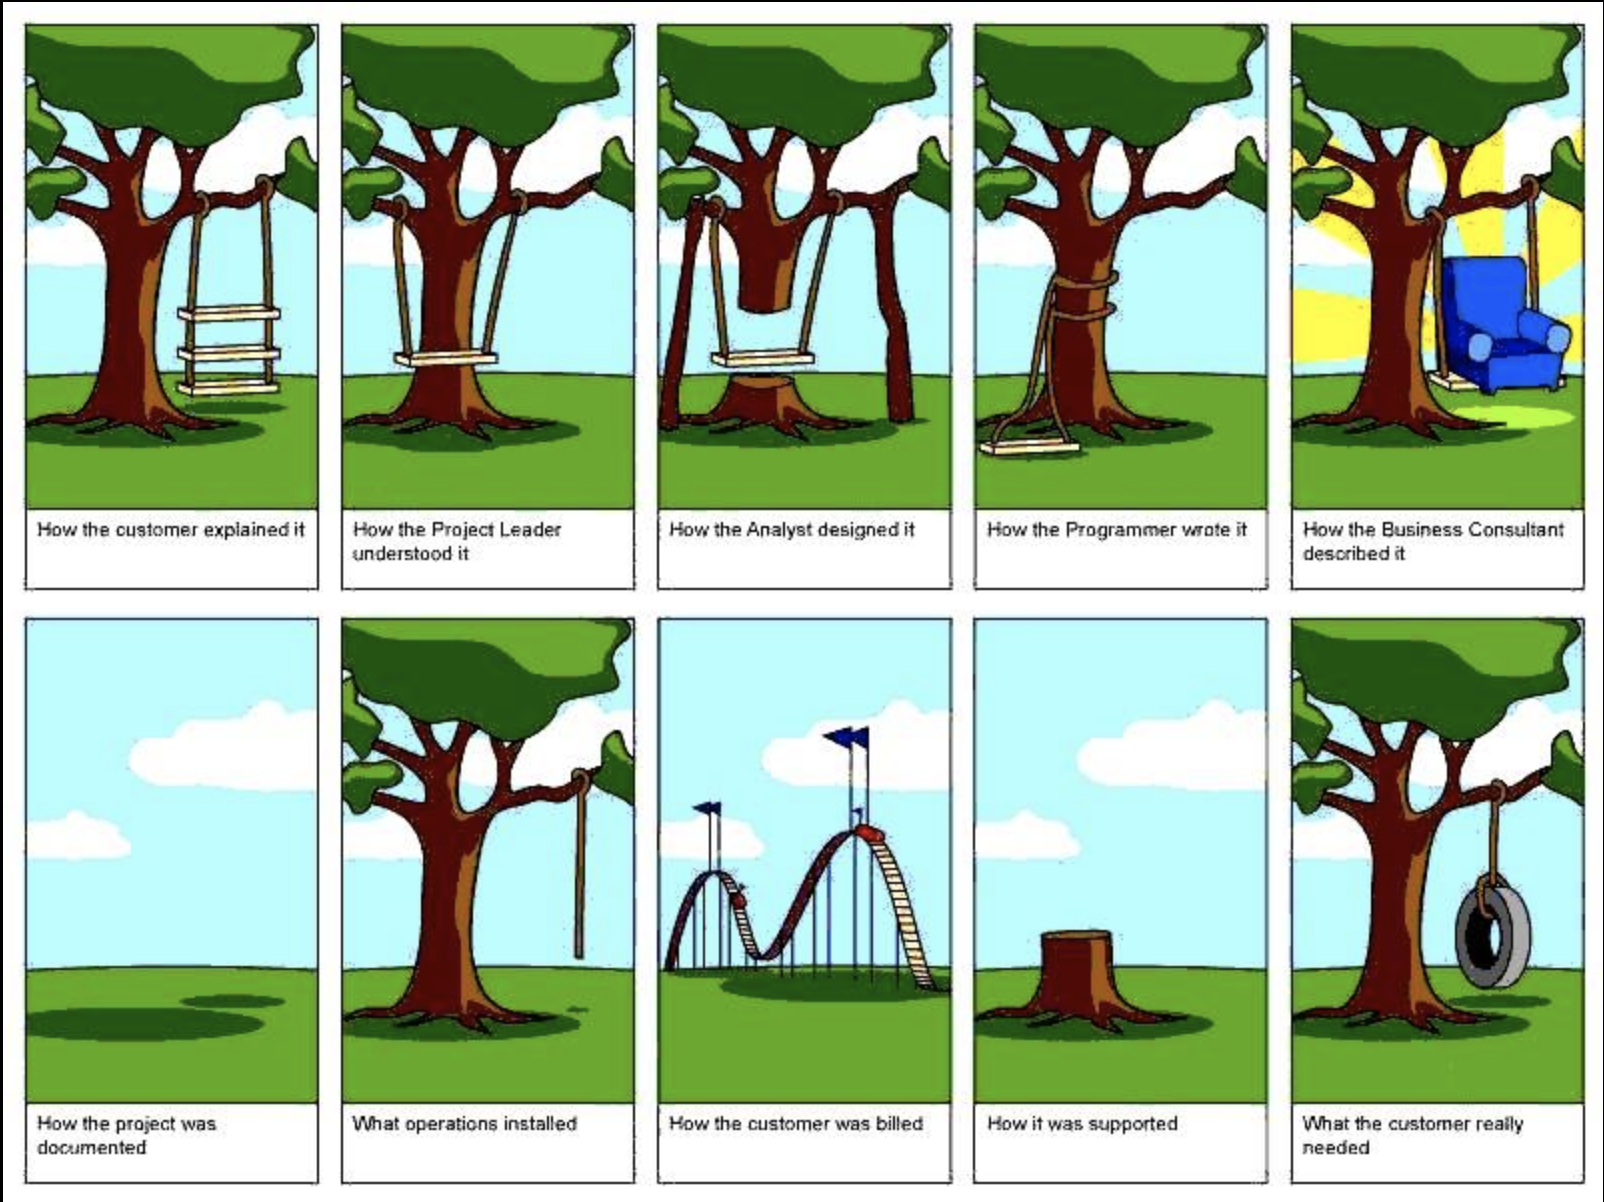 How the customer explained it
How the Project Leader
understood it
How the Analyst designed it
How the Programmer wrote it
How the Business Consultant
described it
How the project was
documented
What operations installed
How the customer was billed
How it was supported
What the customer really
needed